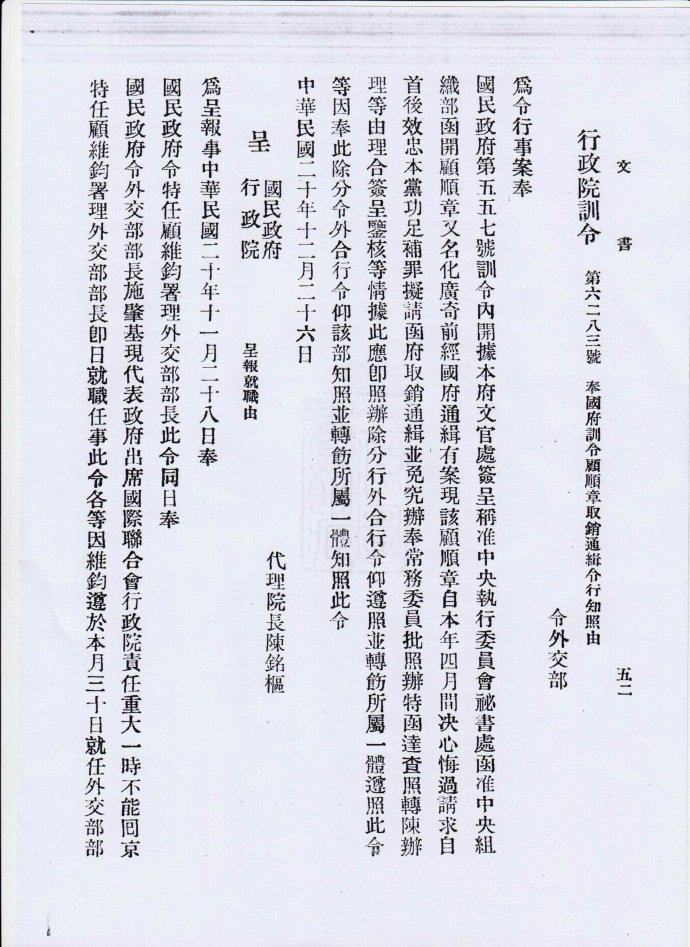 文書
五二
行政院訓令 第六二八三號 奉國府訓令顧順章取銷通緝令行知照由
令外交部
爲令行事案奉
國民政府第五五七號訓令內開據本府文官處簽呈稱准中央執行委員會祕書處函准中央組
織部函開顧順章又名化廣奇前經國府通緝有案現該顧順章自本年四月間決心悔過請求自
首後效忠本黨功足補罪擬請函府取銷通緝並免究辦奉常務委員批照辦特函達查照轉陳辦
理等由理合簽呈鑒核等情據此應卽照辦除分行外合行令仰遵照並轉飭所屬一體遵照此令
等因奉此除分令外合行令仰該部知照並轉飭所屬一體知照此令
中華民國二十年十二月二十六日
代理院長陳銘樞
呈 國民政府 行政院 呈報就職由
爲呈報事中華民國二十年十一月二十八日奉
國民政府令特任顧維鈞署理外交部部長此令同日奉
國民政府令外交部部長施肇基現代表政府出席國際聯合會行政院責任重大一時不能囘京
特任顧維鈞署理外交部部長卽日就職任事此令各等因維鈞遵於本月三十日就任外交部部